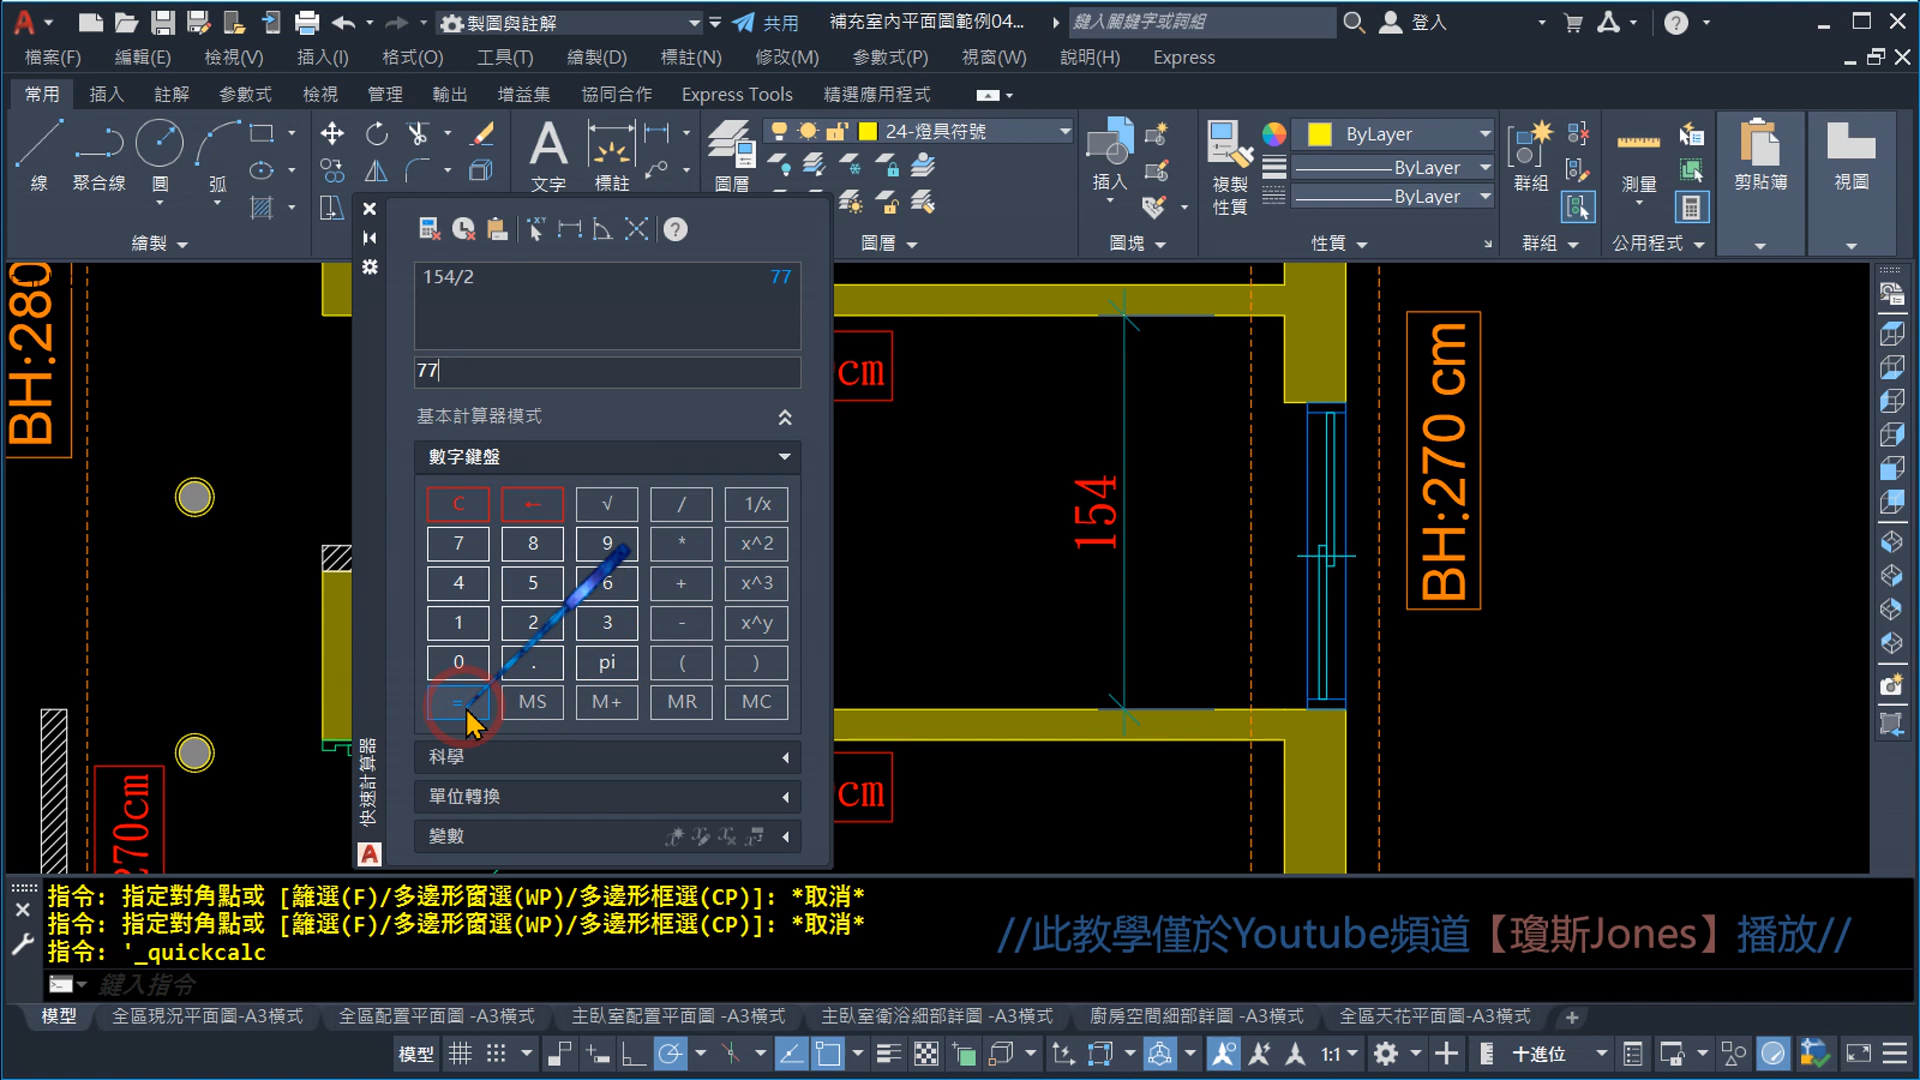 製圖與註解
共用
補充室內平面圖範例04...
鍵入關鍵字或詞組
登入
檔案(F)
編輯(E)
檢視(V)
插入(I)
格式(O)
工具(T)
繪製(D)
標註(N)
修改(M)
參數式(P)
視窗(W)
說明(H)
Express
常用
插入
註解
參數式
檢視
管理
輸出
增益集
協同合作
Express Tools
精選應用程式
線
聚合線
圓
弧
文字
標註
圖層
24-燈具符號
插入
複製
性質
ByLayer
ByLayer
ByLayer
群組
測量
剪貼簿
視圖
繪製
圖層
圖塊
性質
群組
公用程式
154/2
77
77
基本計算器模式
數字鍵盤
C
←
√
/
1/x
7
8
9
*
x^2
4
5
6
+
x^3
1
2
3
-
x^y
0
.
pi
(
)
=
MS
M+
MR
MC
科學
單位轉換
變數
快速計算器
BH:280
270cm
cm
cm
154
BH:270 cm
指令: 指定對角點或 [籬選(F)/多邊形窗選(WP)/多邊形框選(CP)]: *取消*
指令: 指定對角點或 [籬選(F)/多邊形窗選(WP)/多邊形框選(CP)]: *取消*
指令: '_quickcalc
鍵入指令
//此教學僅於Youtube頻道【瓊斯Jones】播放//
模型
全區現況平面圖-A3橫式
全區配置平面圖 -A3橫式
主臥室配置平面圖 -A3橫式
主臥室衛浴細部詳圖 -A3橫式
廚房空間細部詳圖 -A3橫式
全區天花平面圖-A3橫式
模型
1:1
十進位